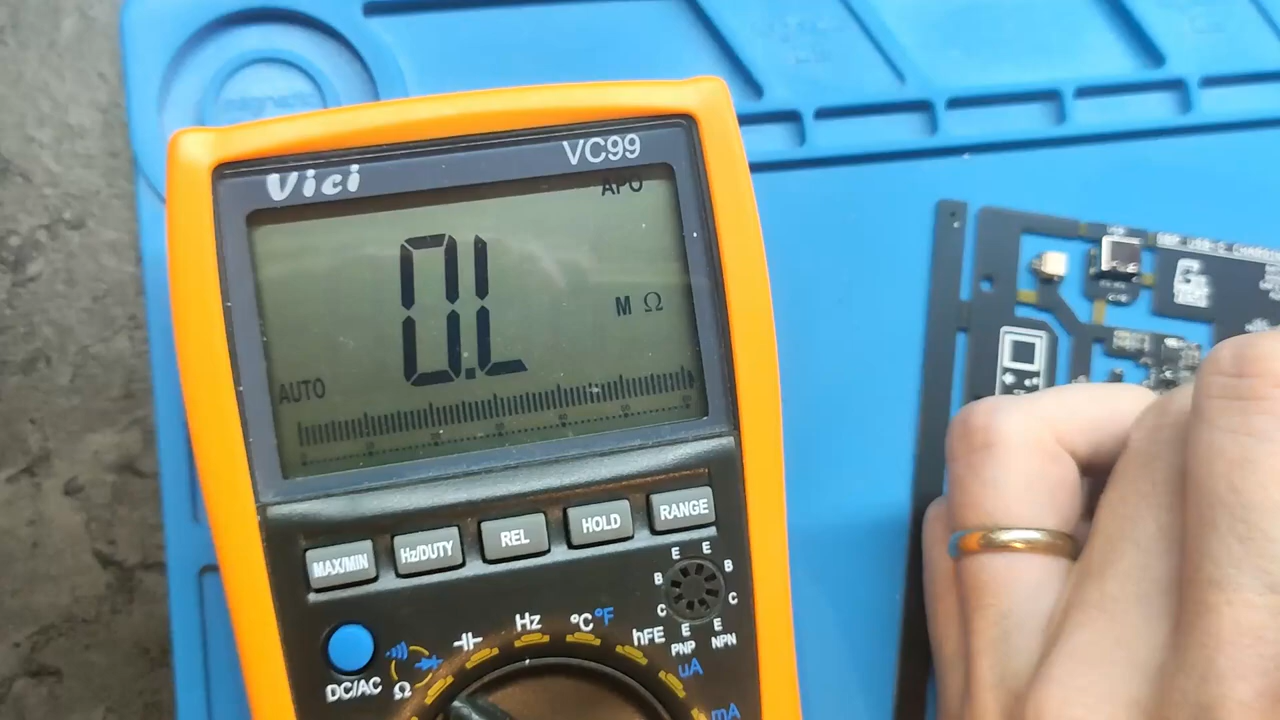 Vici
VC99
APO
0.L
M Ω
AUTO
MAX/MIN
Hz/DUTY
REL
HOLD
RANGE
E E
B B
C C
E E
PNP NPN
DC/AC
Ω
Hz
°C°F
hFE
uA
mA